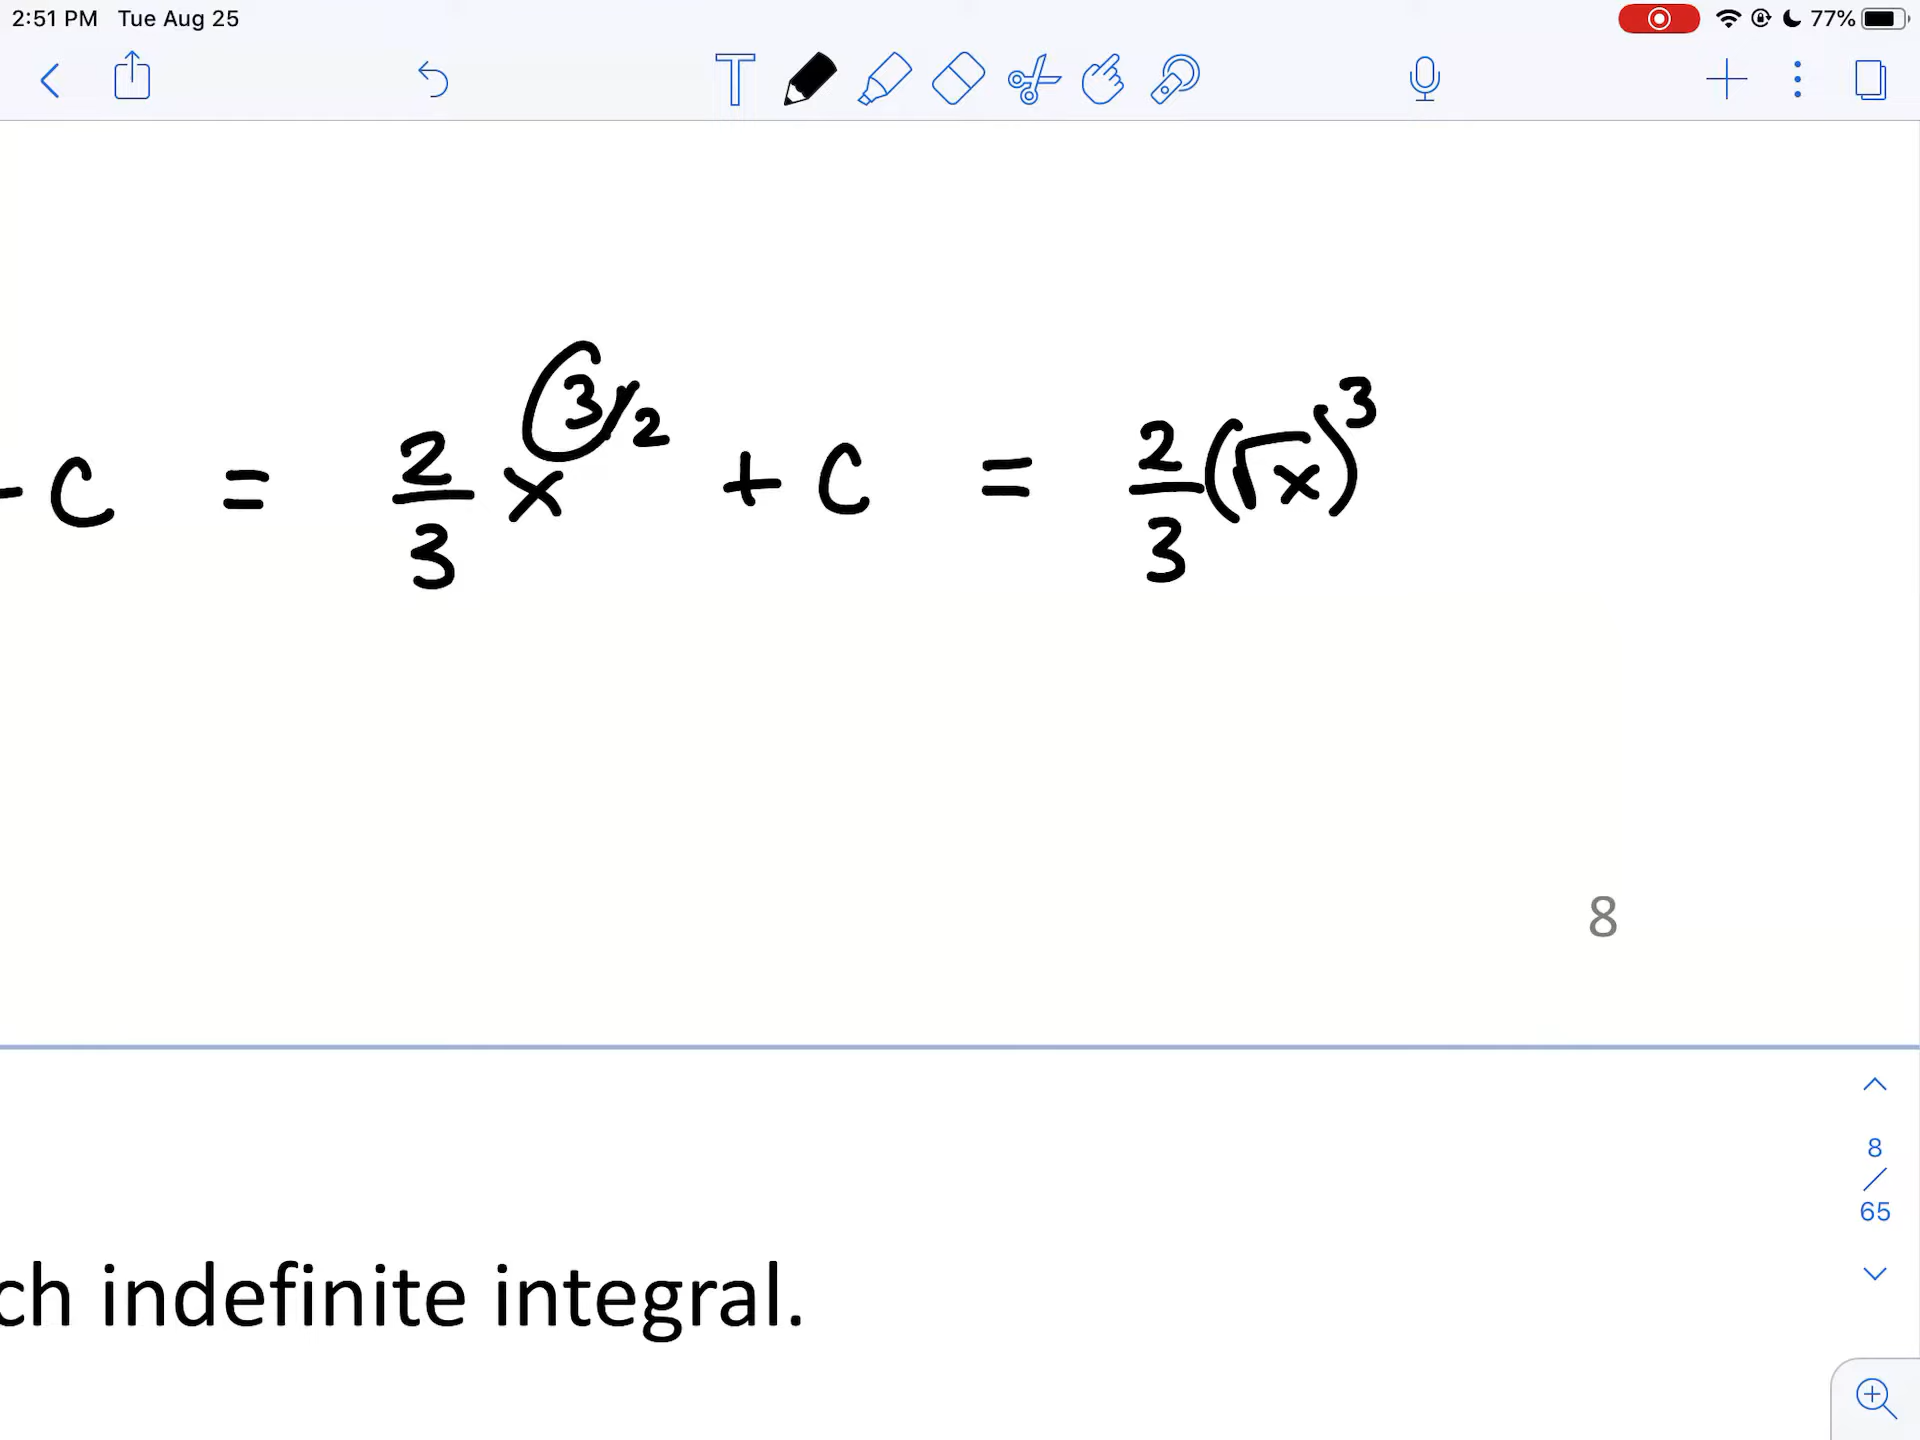 2:51 PM Tue Aug 25 77%
T
- C = 2/3 x^(3/2) + C = 2/3 (√x)^3
8
8
/
65
ch indefinite integral.